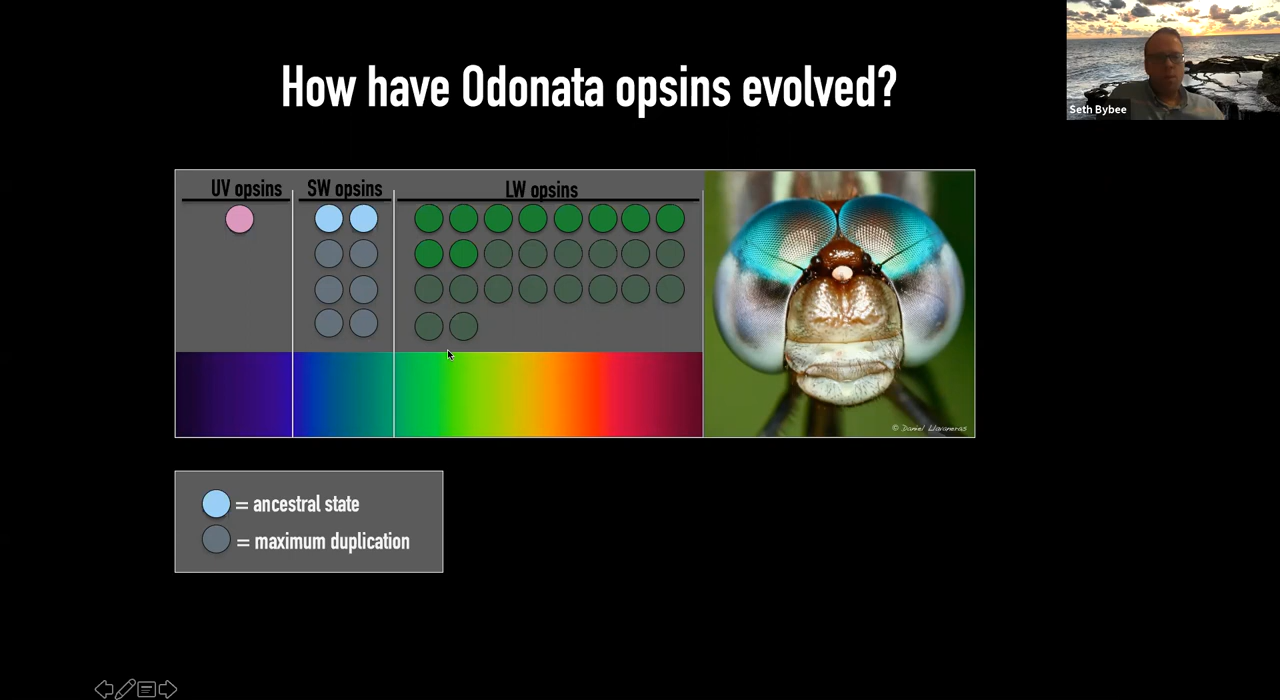 How have Odonata opsins evolved?
Seth Bybee
UV opsins
SW opsins
LW opsins
© Daniel Llavaneras
= ancestral state
= maximum duplication